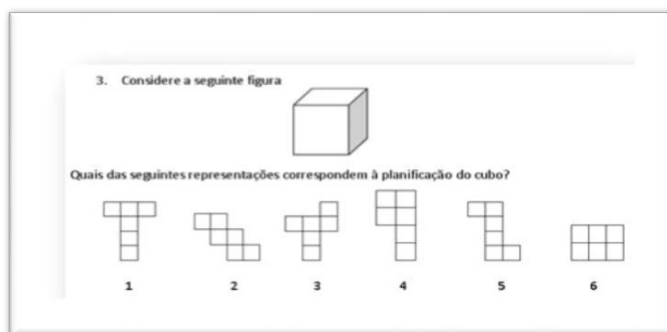 3. Considere a seguinte figura
Quais das seguintes representações correspondem à planificação do cubo?
1 2 3 4 5 6